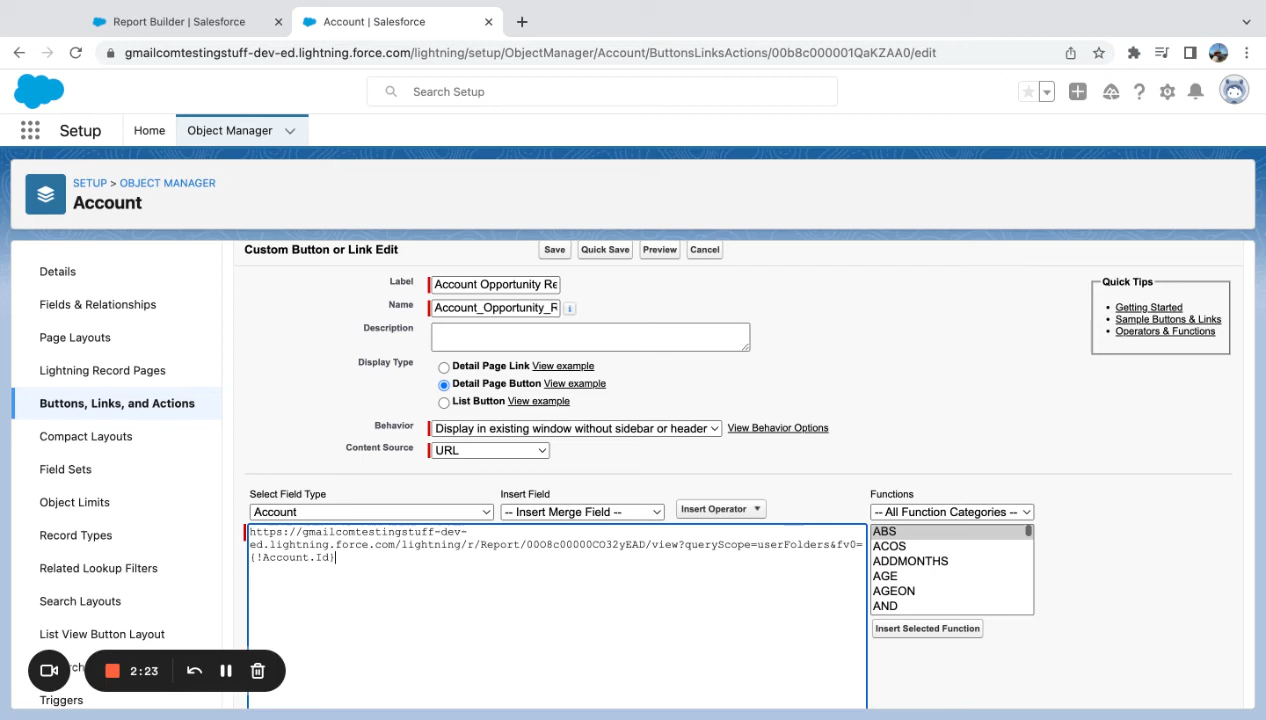 Report Builder | Salesforce
Account | Salesforce
gmailcomtestingstuff-dev-ed.lightning.force.com/lightning/setup/ObjectManager/Account/ButtonsLinksActions/00b8c000001QaKZAA0/edit
Search Setup
Setup
Home
Object Manager
SETUP > OBJECT MANAGER
Account
Details
Fields & Relationships
Page Layouts
Lightning Record Pages
Buttons, Links, and Actions
Compact Layouts
Field Sets
Object Limits
Record Types
Related Lookup Filters
Search Layouts
List View Button Layout
Triggers
2:23
Custom Button or Link Edit
Save
Quick Save
Preview
Cancel
Label
Account Opportunity Re
Name
Account_Opportunity_R
Description
Display Type
Detail Page Link View example
Detail Page Button View example
List Button View example
Behavior
Display in existing window without sidebar or header
View Behavior Options
Content Source
URL
Quick Tips
• Getting Started
• Sample Buttons & Links
• Operators & Functions
Select Field Type
Account
Insert Field
-- Insert Merge Field --
Insert Operator
Functions
-- All Function Categories --
https://gmailcomtestingstuff-dev-
ed.lightning.force.com/lightning/r/Report/00O8c00000CO32yEAD/view?queryScope=userFolders&fv0=
{!Account.Id}
ABS
ACOS
ADDMONTHS
AGE
AGEON
AND
Insert Selected Function